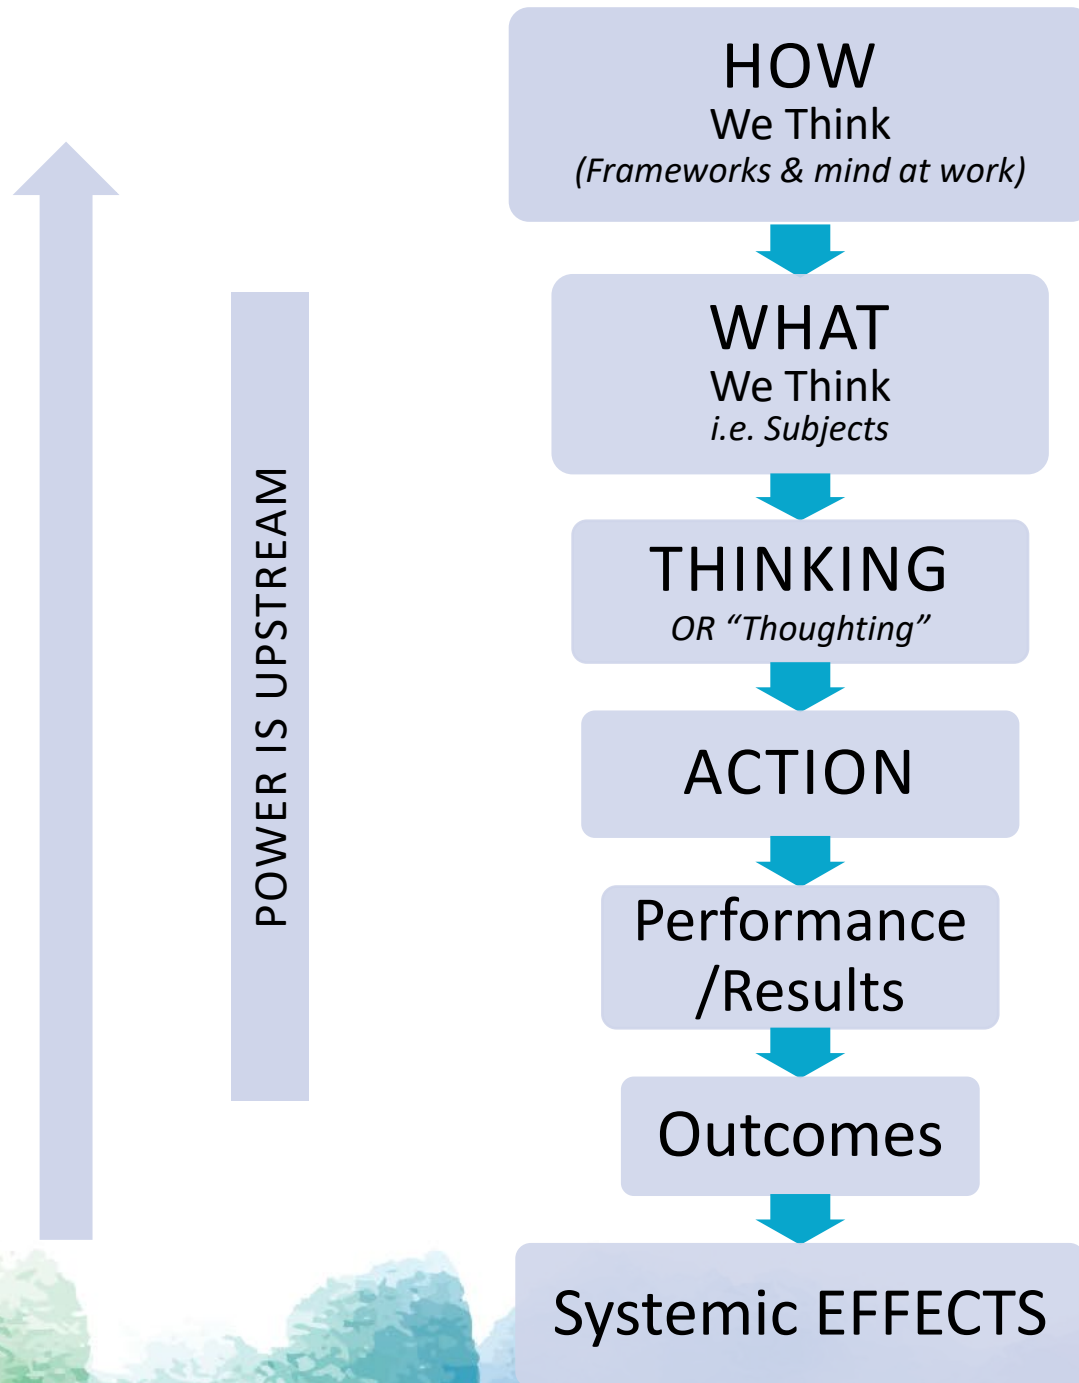 HOW
We Think
(Frameworks & mind at work)
WHAT
We Think
i.e. Subjects
THINKING
OR “Thoughting”
ACTION
Performance
/Results
Outcomes
Systemic EFFECTS
POWER IS UPSTREAM